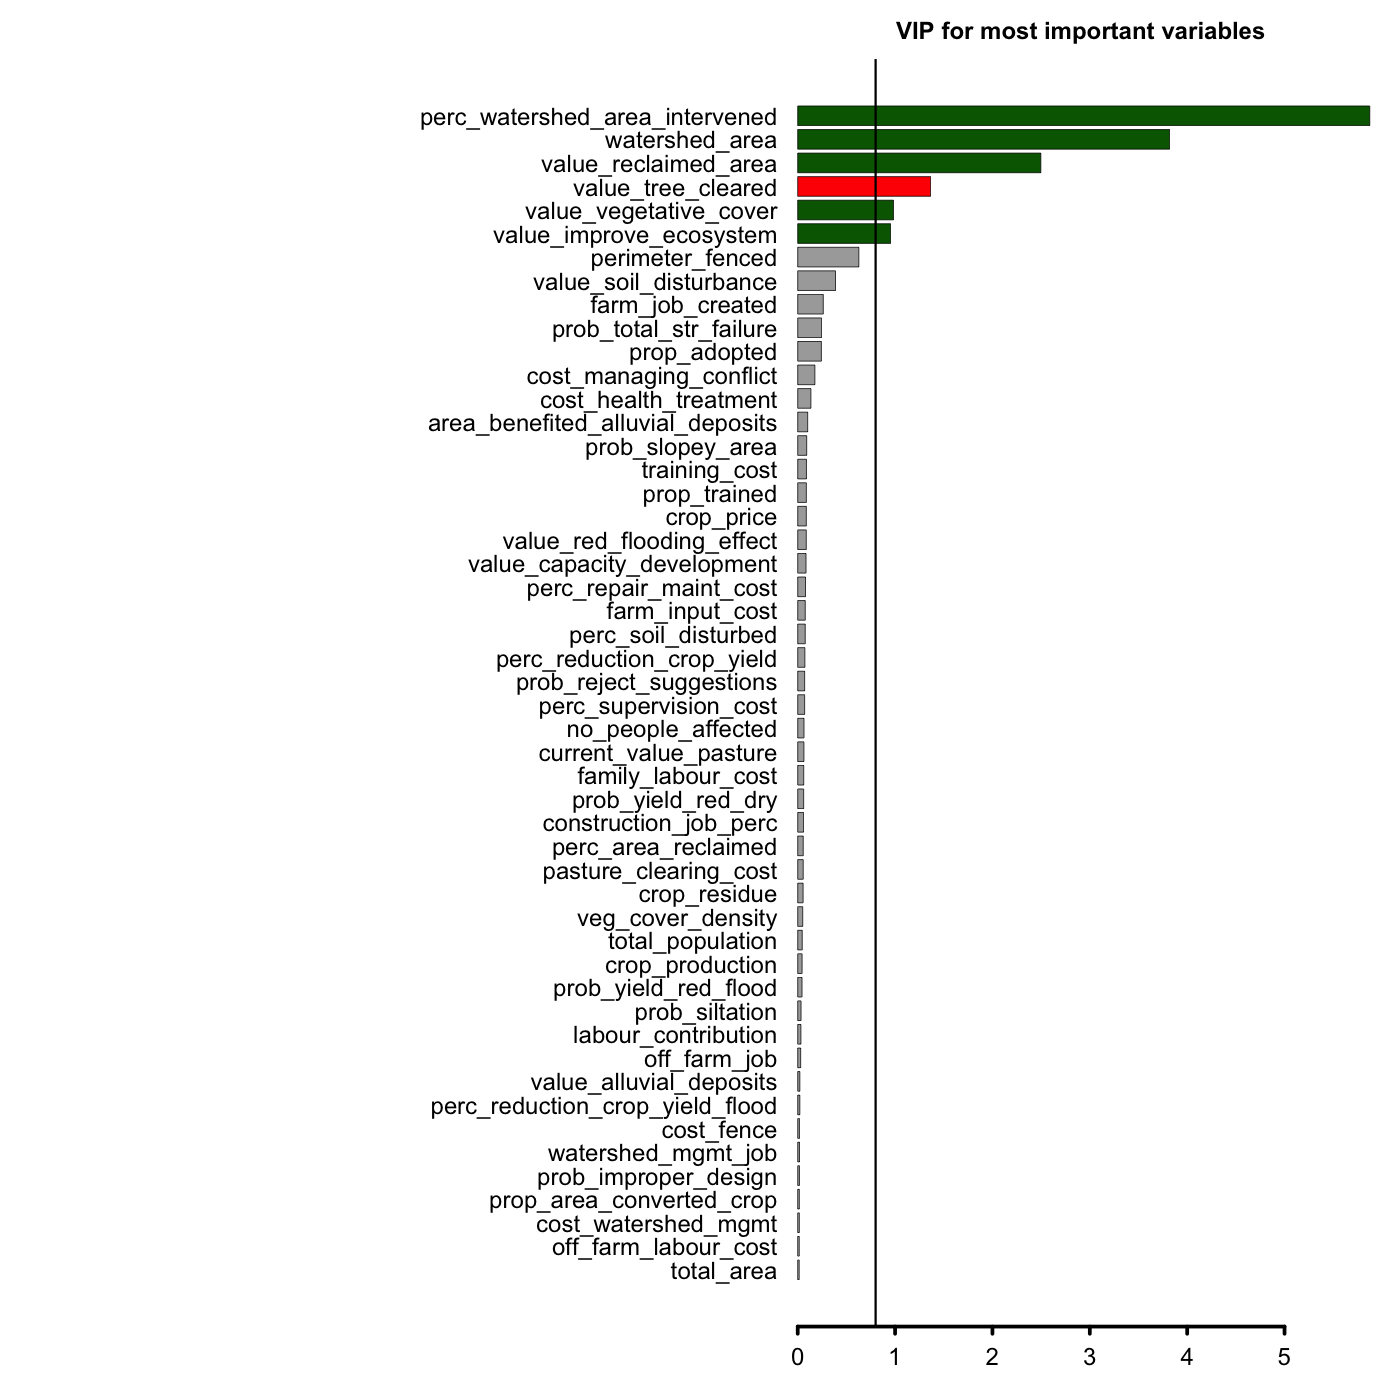 VIP for most important variables
perc_watershed_area_intervened
watershed_area
value_reclaimed_area
value_tree_cleared
value_vegetative_cover
value_improve_ecosystem
perimeter_fenced
value_soil_disturbance
farm_job_created
prob_total_str_failure
prop_adopted
cost_managing_conflict
cost_health_treatment
area_benefited_alluvial_deposits
prob_slopey_area
training_cost
prop_trained
crop_price
value_red_flooding_effect
value_capacity_development
perc_repair_maint_cost
farm_input_cost
perc_soil_disturbed
perc_reduction_crop_yield
prob_reject_suggestions
perc_supervision_cost
no_people_affected
current_value_pasture
family_labour_cost
prob_yield_red_dry
construction_job_perc
perc_area_reclaimed
pasture_clearing_cost
crop_residue
veg_cover_density
total_population
crop_production
prob_yield_red_flood
prob_siltation
labour_contribution
off_farm_job
value_alluvial_deposits
perc_reduction_crop_yield_flood
cost_fence
watershed_mgmt_job
prob_improper_design
prop_area_converted_crop
cost_watershed_mgmt
off_farm_labour_cost
total_area
0 1 2 3 4 5